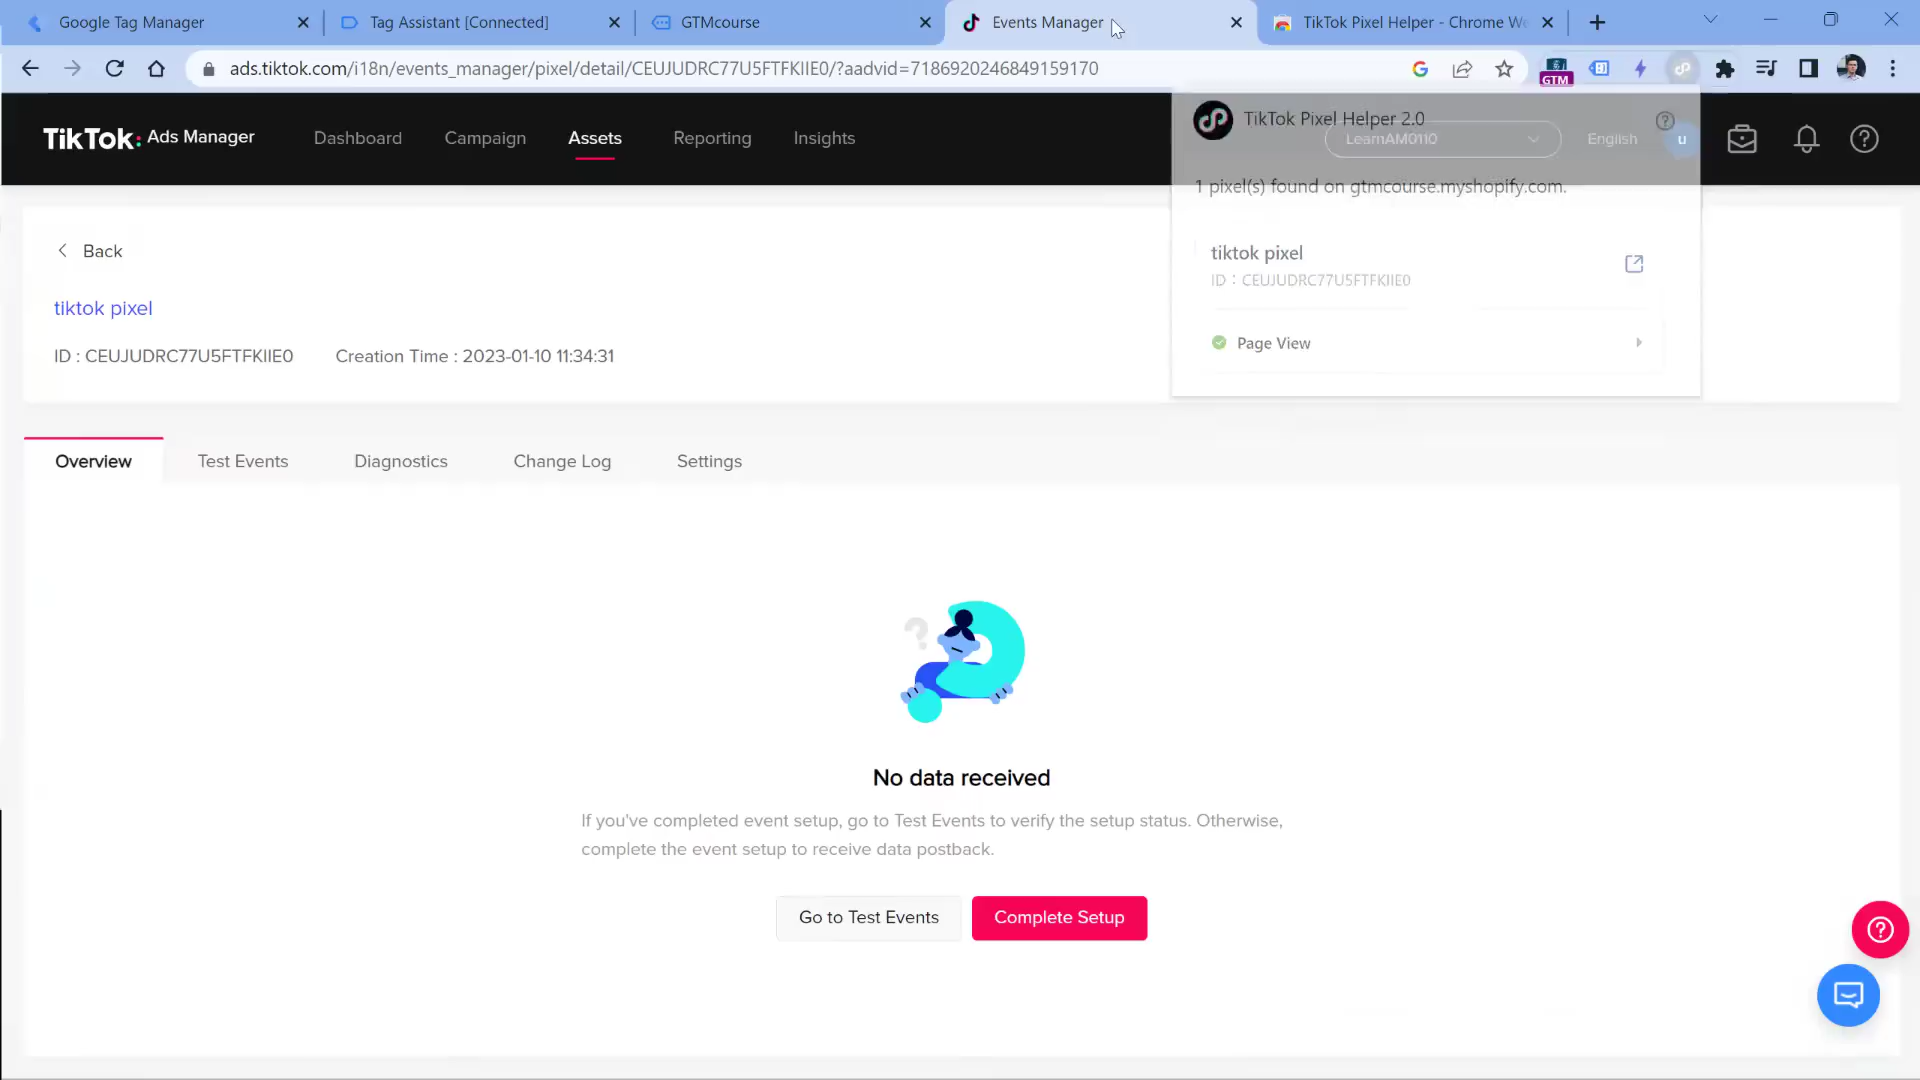 Google Tag Manager
Tag Assistant [Connected]
GTMcourse
Events Manager
TikTok Pixel Helper - Chrome We
ads.tiktok.com/i18n/events_manager/pixel/detail/CEUJUDRC77U5FTFKIIE0/?aadvid=7186920246849159170
GTM
TikTok: Ads Manager
Dashboard
Campaign
Assets
Reporting
Insights
TikTok Pixel Helper 2.0
LearnAM0110
English
u
1 pixel(s) found on gtmcourse.myshopify.com.
tiktok pixel
ID : CEUJUDRC77U5FTFKIIE0
Page View
Back
tiktok pixel
ID : CEUJUDRC77U5FTFKIIE0
Creation Time : 2023-01-10 11:34:31
Overview
Test Events
Diagnostics
Change Log
Settings
No data received
If you've completed event setup, go to Test Events to verify the setup status. Otherwise,
complete the event setup to receive data postback.
Go to Test Events
Complete Setup